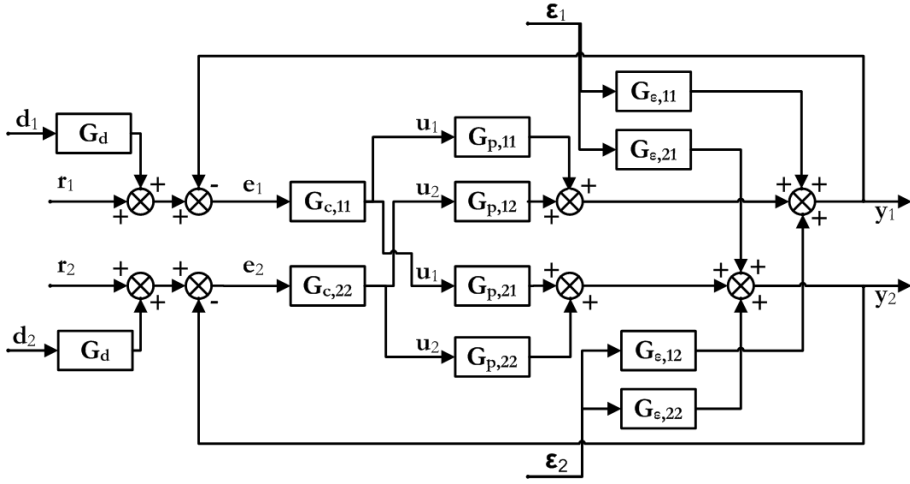 ε1
Gε,11
d1
Gd
u1
Gp,11
Gε,21
+
+
+
+
-
r1
+
+
e1
Gc,11
u2
Gp,12
+
+
+
+
y1
r2
+
+
+
-
e2
Gc,22
u1
Gp,21
+
+
+
+
+
+
y2
d2
Gd
u2
Gp,22
Gε,12
Gε,22
ε2